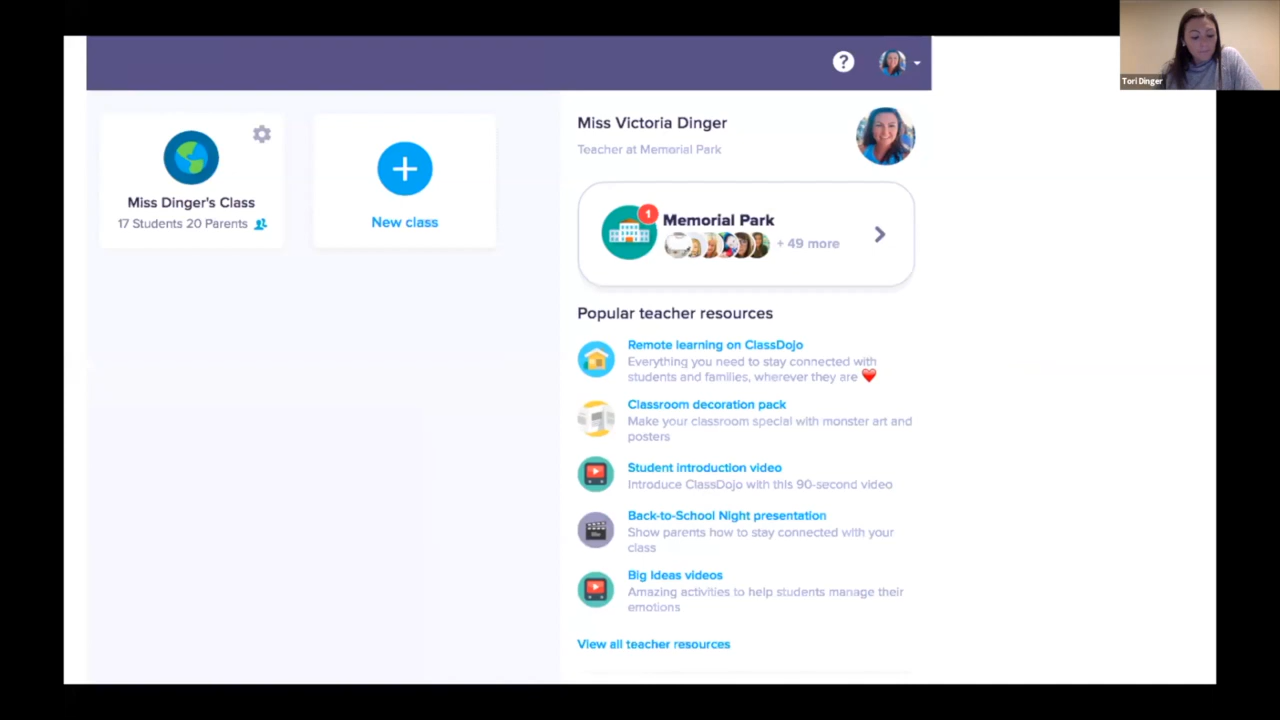 ?
Tori Dinger
Miss Victoria Dinger
Teacher at Memorial Park
Miss Dinger's Class
17 Students 20 Parents
New class
1
Memorial Park
+ 49 more
Popular teacher resources
Remote learning on ClassDojo
Everything you need to stay connected with
students and families, wherever they are ❤️
Classroom decoration pack
Make your classroom special with monster art and
posters
Student introduction video
Introduce ClassDojo with this 90-second video
Back-to-School Night presentation
Show parents how to stay connected with your
class
Big Ideas videos
Amazing activities to help students manage their
emotions
View all teacher resources